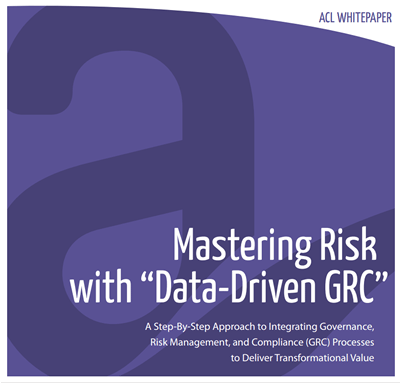 ACL WHITEPAPER
Mastering Risk
with “Data-Driven GRC”
A Step-By-Step Approach to Integrating Governance,
Risk Management, and Compliance (GRC) Processes
to Deliver Transformational Value